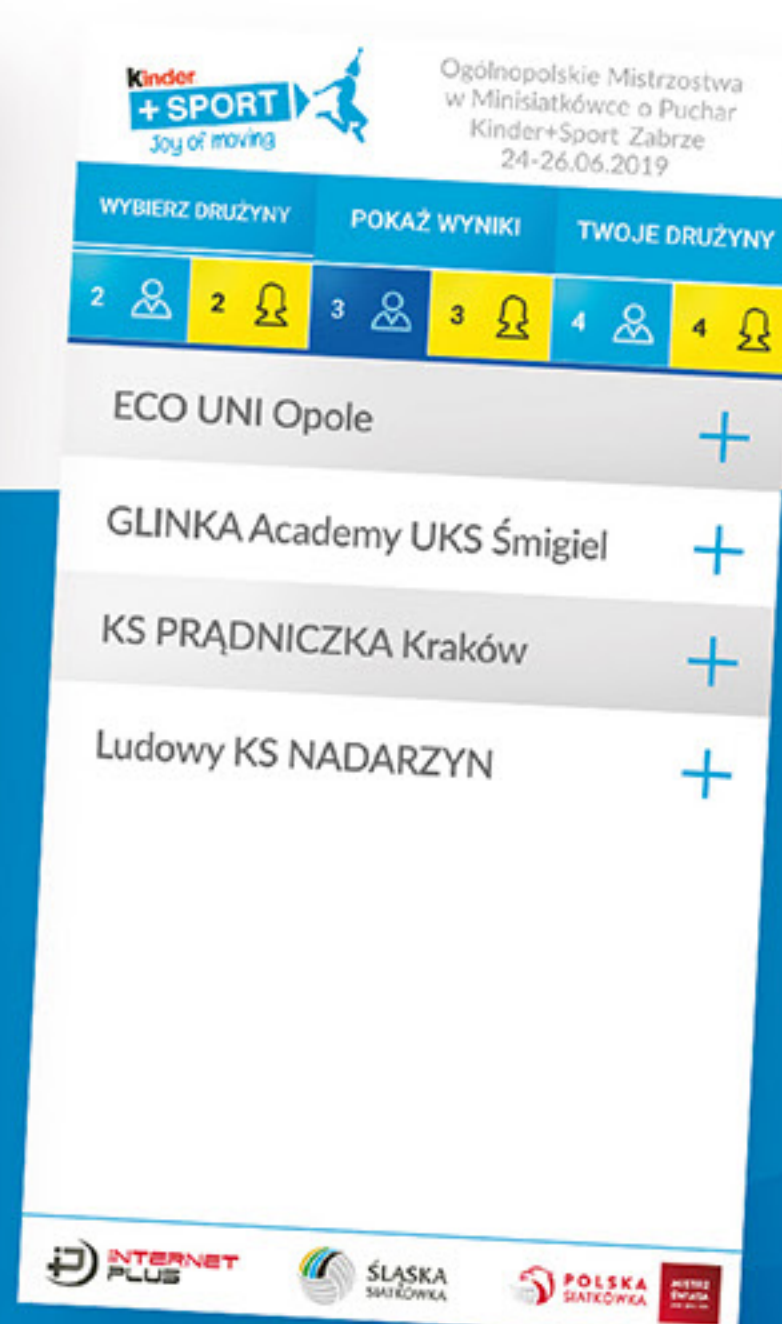 Kinder
+ SPORT
Joy of moving
Ogólnopolskie Mistrzostwa
w Minisiatkówce o Puchar
Kinder+Sport Zabrze
24-26.06.2019
WYBIERZ DRUŻYNY
POKAŻ WYNIKI
TWOJE DRUŻYNY
2 2 3 3 4 4
ECO UNI Opole
GLINKA Academy UKS Śmigiel
KS PRĄDNICZKA Kraków
Ludowy KS NADARZYN
INTERNET
PLUS
ŚLĄSKA
SIATKÓWKA
POLSKA
SIATKÓWKA
MISTRZ
ŚWIATA